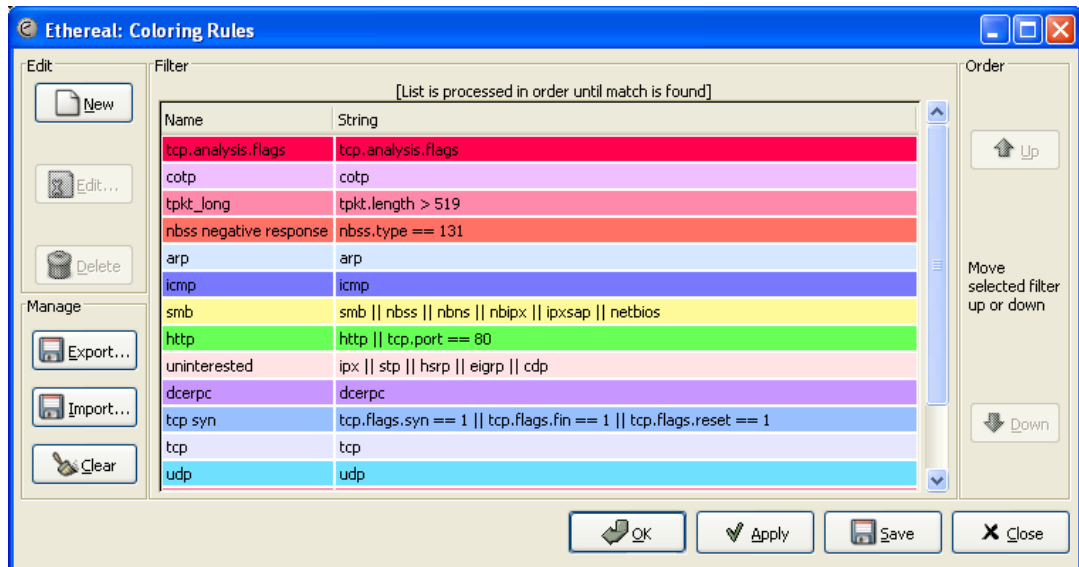 Ethereal: Coloring Rules
Edit
New
Edit...
Delete
Manage
Export...
Import...
Clear
Filter
[List is processed in order until match is found]
Name String
tcp.analysis.flags tcp.analysis.flags
cotp cotp
tpkt_long tpkt.length > 519
nbss negative response nbss.type == 131
arp arp
icmp icmp
smb smb || nbss || nbns || nbipx || ipxsap || netbios
http http || tcp.port == 80
uninterested ipx || stp || hsrp || eigrp || cdp
dcerpc dcerpc
tcp syn tcp.flags.syn == 1 || tcp.flags.fin == 1 || tcp.flags.reset == 1
tcp tcp
udp udp
Order
Up
Move
selected filter
up or down
Down
OK
Apply
Save
Close